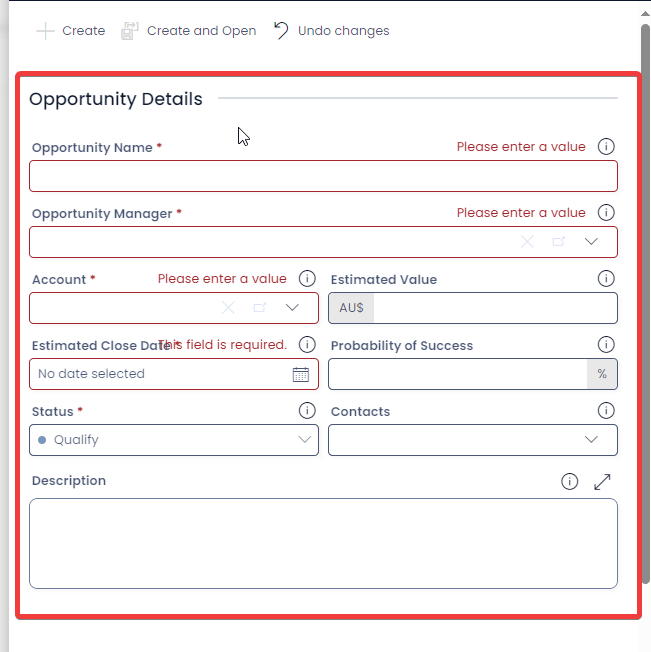 Create Create and Open Undo changes
Opportunity Details
Opportunity Name * Please enter a value
Opportunity Manager * Please enter a value
Account * Please enter a value Estimated Value
AU$
Estimated Close Date * This field is required. Probability of Success
No date selected %
Status * Contacts
Qualify
Description